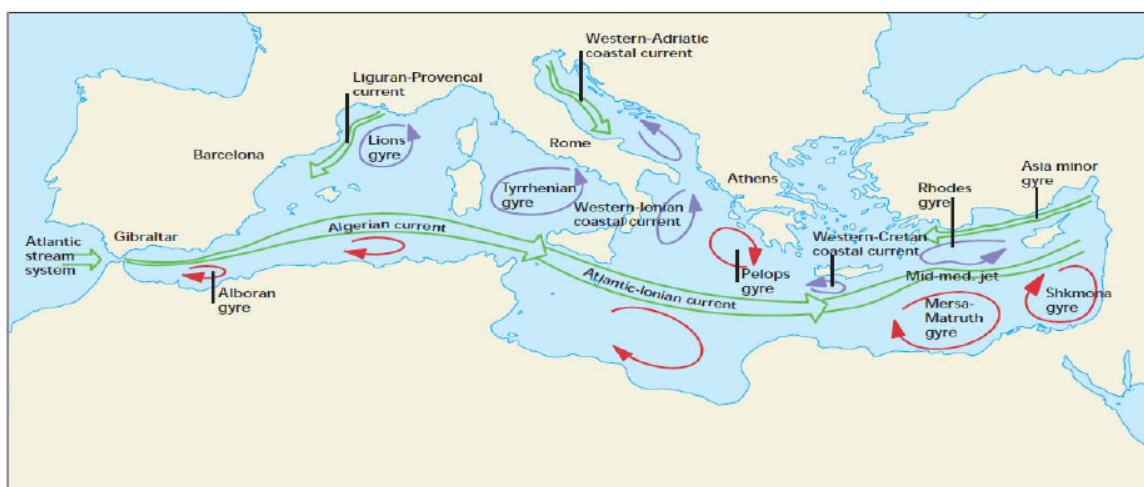 Western-Adriatic
coastal current
Liguran-Provencal
current
Lions
gyre
Barcelona
Rome
Tyrrhenian
gyre
Western-Ionian
coastal current
Athens
Asia minor
gyre
Rhodes
gyre
Gibraltar
Atlantic
stream
system
Algerian current
Western-Cretan
coastal current
Alboran
gyre
Atlantic-Ionian current
Pelops
gyre
Mid-med. jet
Mersa-
Matruth
gyre
Shkmona
gyre